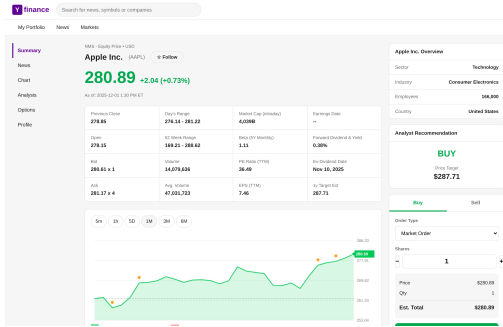 Y finance
Search for news, symbols or companies
My Portfolio News Markets
Summary
News
Chart
Analysis
Options
Profile
NMS · Equity Price • USD
Apple Inc. (AAPL) ☆ Follow
280.89 +2.04 (+0.73%)
As of: 2025-12-01 1:30 PM ET
Previous Close
278.85
Day's Range
276.14 - 281.22
Market Cap (intraday)
4,039B
Earnings Date
--
Open
278.15
52 Week Range
169.21 - 288.62
Beta (5Y Monthly)
1.11
Forward Dividend & Yield
0.38%
Bid
280.61 x 1
Volume
14,079,636
PE Ratio (TTM)
36.49
Ex-Dividend Date
Nov 10, 2025
Ask
281.17 x 4
Avg. Volume
47,031,723
EPS (TTM)
7.46
1y Target Est
287.71
5m 1h 5D 1M 3M 6M
280.89
Apple Inc. Overview
Sector Technology
Industry Consumer Electronics
Employees 166,000
Country United States
Analyst Recommendation
BUY
Price Target
$287.71
Buy Sell
Order Type
Market Order
Shares
− 1 +
Price $280.89
Qty 1
Est. Total $280.89